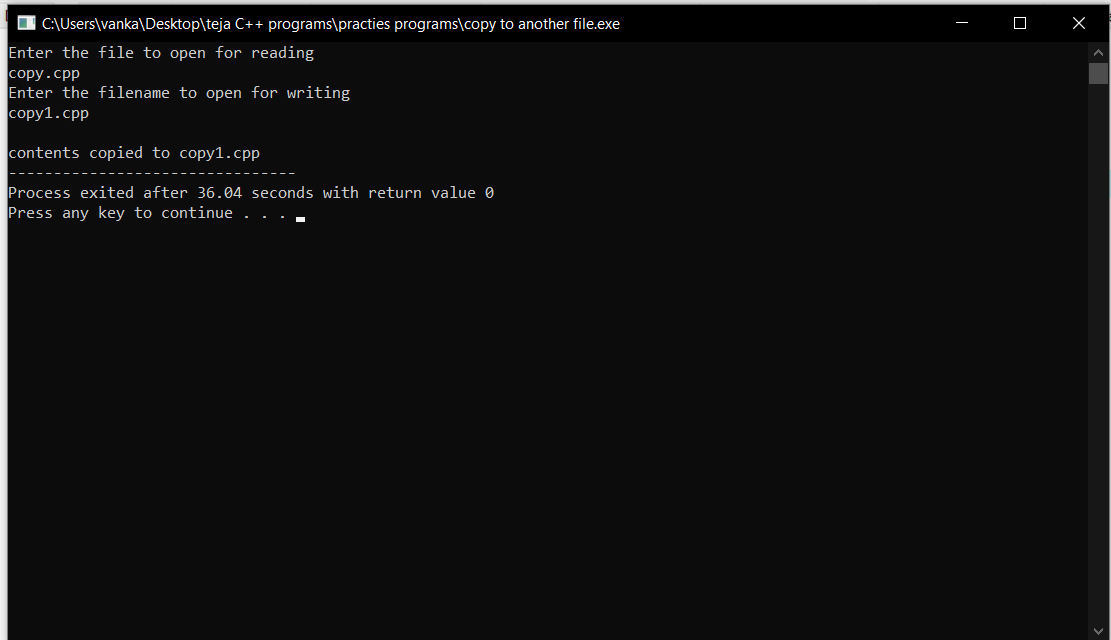 C:\Users\vanka\Desktop\teja C++ programs\practies programs\copy to another file.exe
Enter the file to open for reading
copy.cpp
Enter the filename to open for writing
copy1.cpp
contents copied to copy1.cpp
--------------------------------
Process exited after 36.04 seconds with return value 0
Press any key to continue . . .